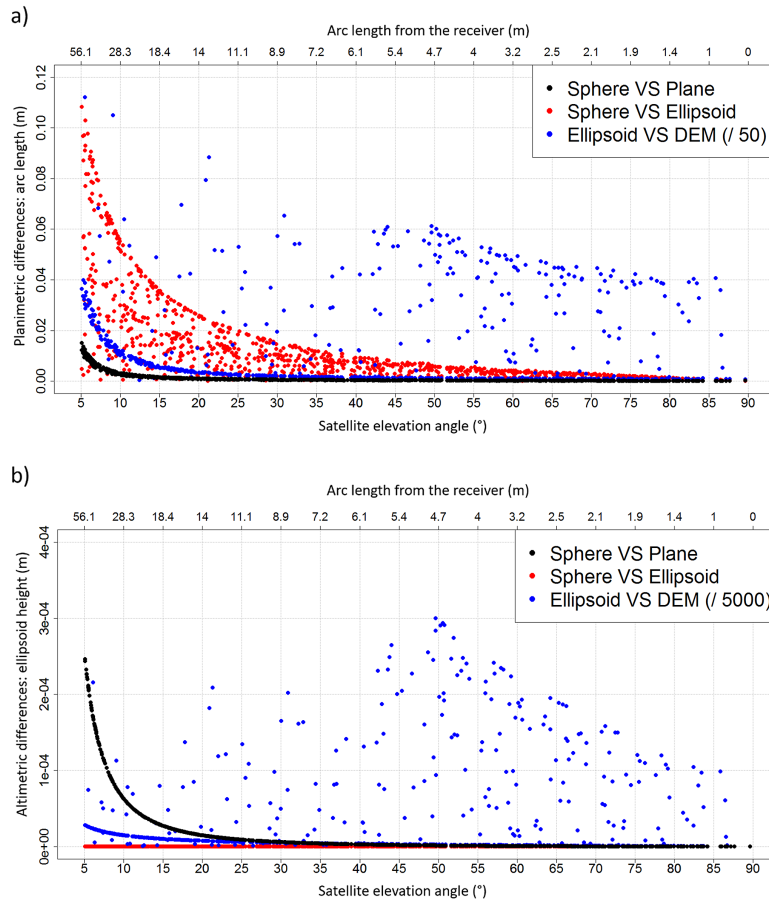 a)
Arc length from the receiver (m)
56.1 28.3 18.4 14 11.1 8.9 7.2 6.1 5.4 4.7 4 3.2 2.5 2.1 1.9 1.4 1 0
Planimetric differences: arc length (m)
0.12
0.10
0.08
0.06
0.04
0.02
0.00
Sphere VS Plane
Sphere VS Ellipsoid
Ellipsoid VS DEM (/ 50)
5 10 15 20 25 30 35 40 45 50 55 60 65 70 75 80 85 90
Satellite elevation angle (°)
b)
Arc length from the receiver (m)
56.1 28.3 18.4 14 11.1 8.9 7.2 6.1 5.4 4.7 4 3.2 2.5 2.1 1.9 1.4 1 0
Altimetric differences: ellipsoid height (m)
4e-04
3e-04
2e-04
1e-04
0e+00
Sphere VS Plane
Sphere VS Ellipsoid
Ellipsoid VS DEM (/ 5000)
5 10 15 20 25 30 35 40 45 50 55 60 65 70 75 80 85 90
Satellite elevation angle (°)